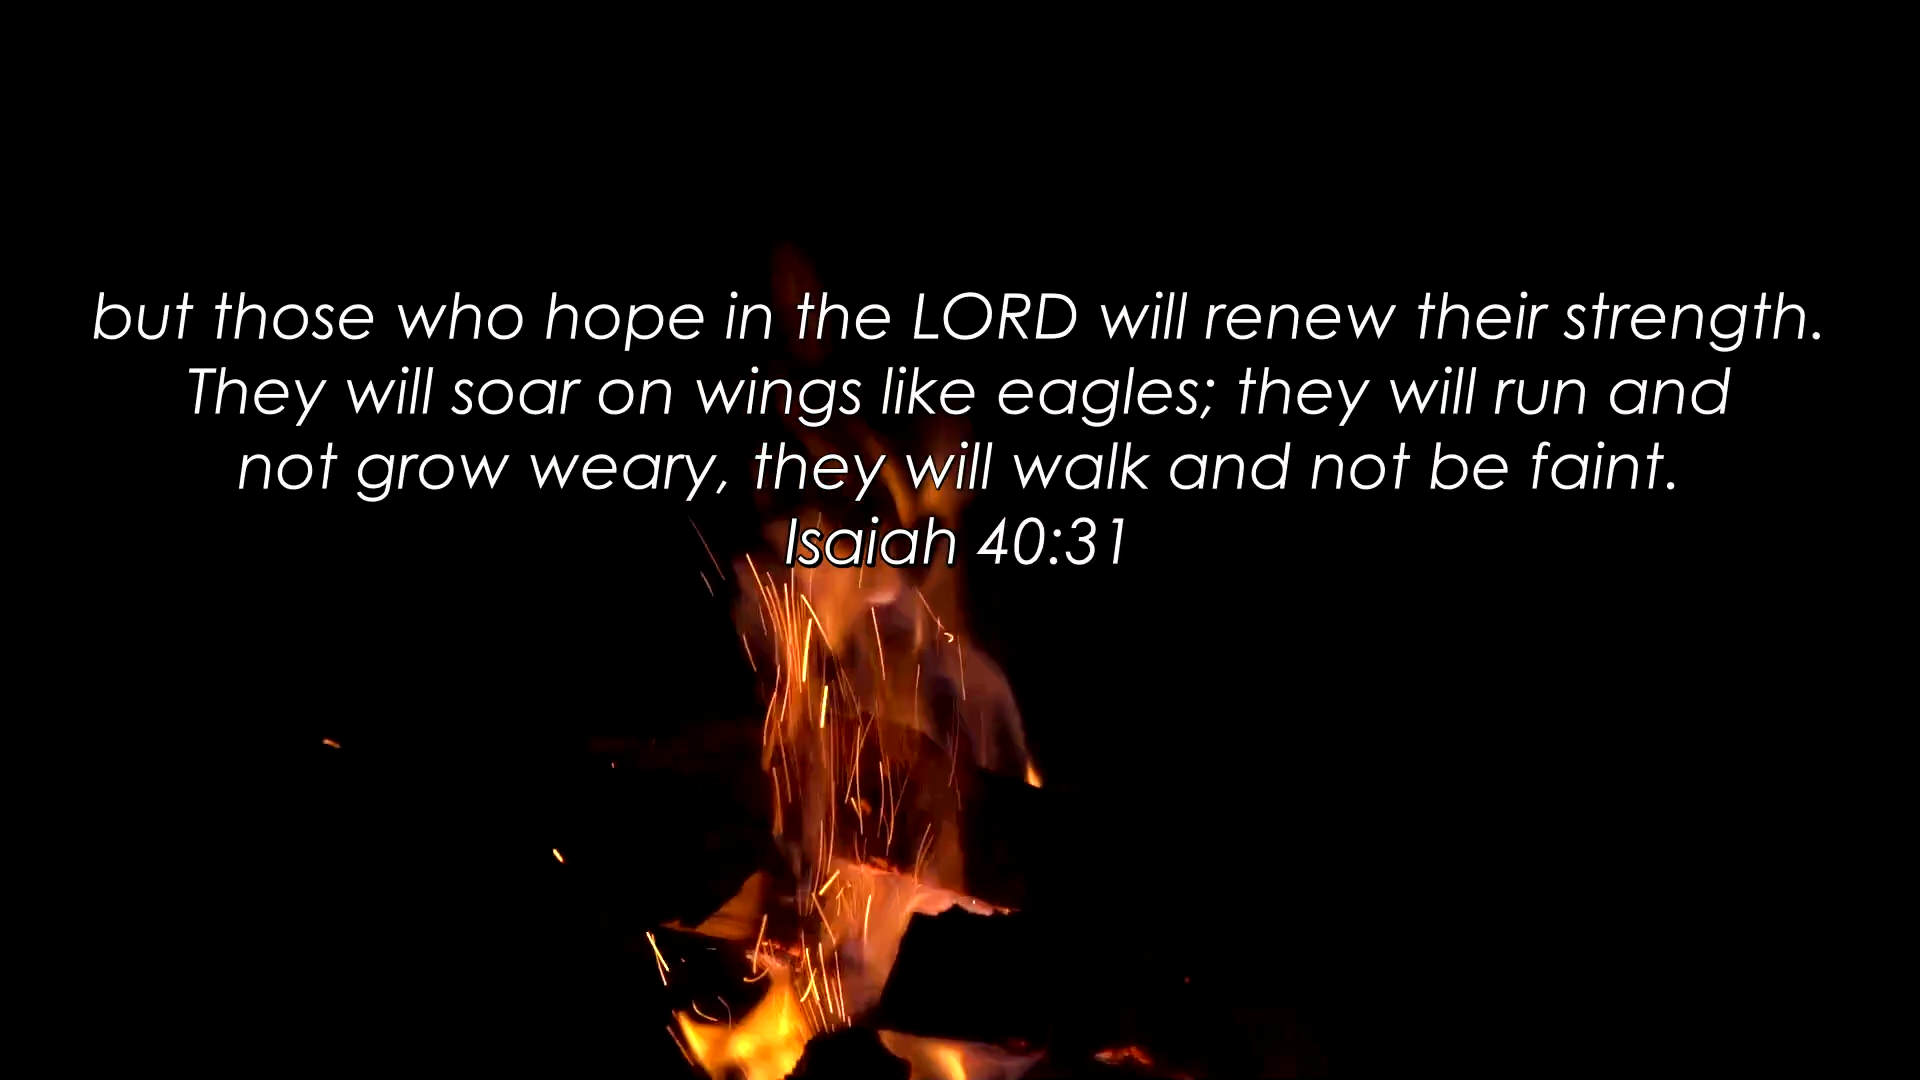 but those who hope in the LORD will renew their strength.
They will soar on wings like eagles; they will run and
not grow weary, they will walk and not be faint.
Isaiah 40:31